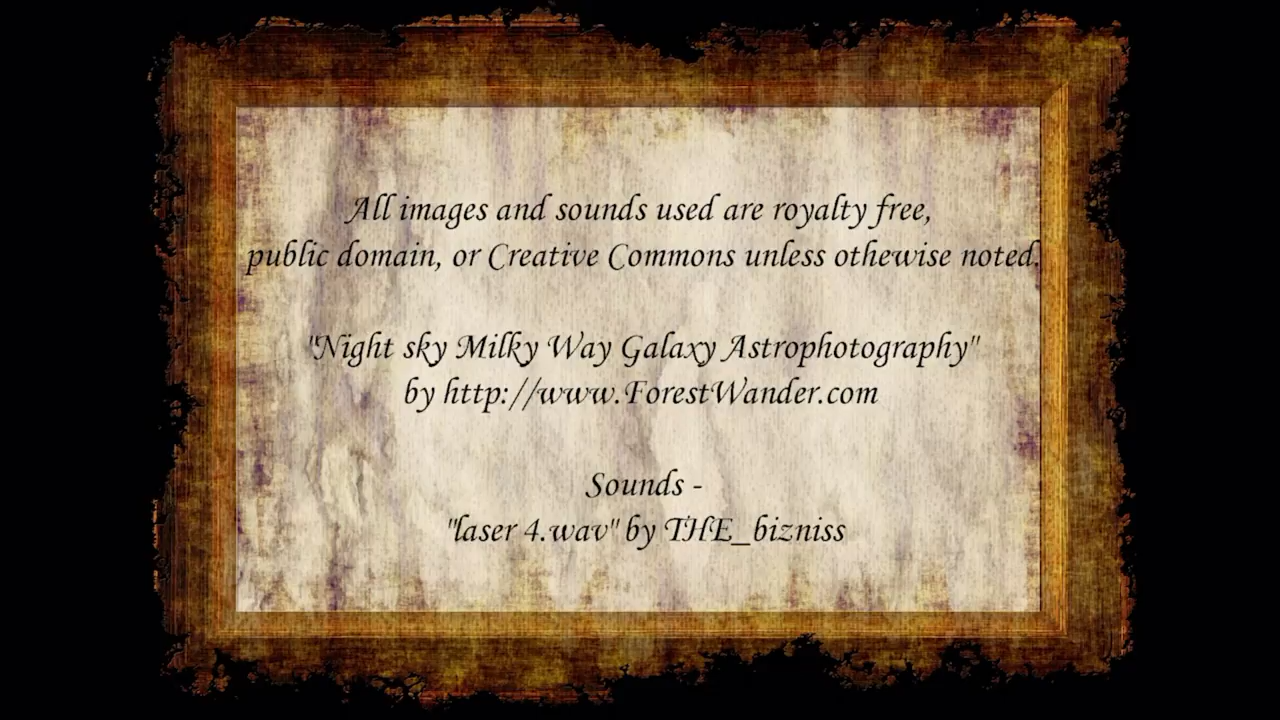 All images and sounds used are royalty free,
public domain, or Creative Commons unless othewise noted.
"Night sky Milky Way Galaxy Astrophotography"
by http://www.ForestWander.com
Sounds -
"laser 4.wav" by THE_bizniss